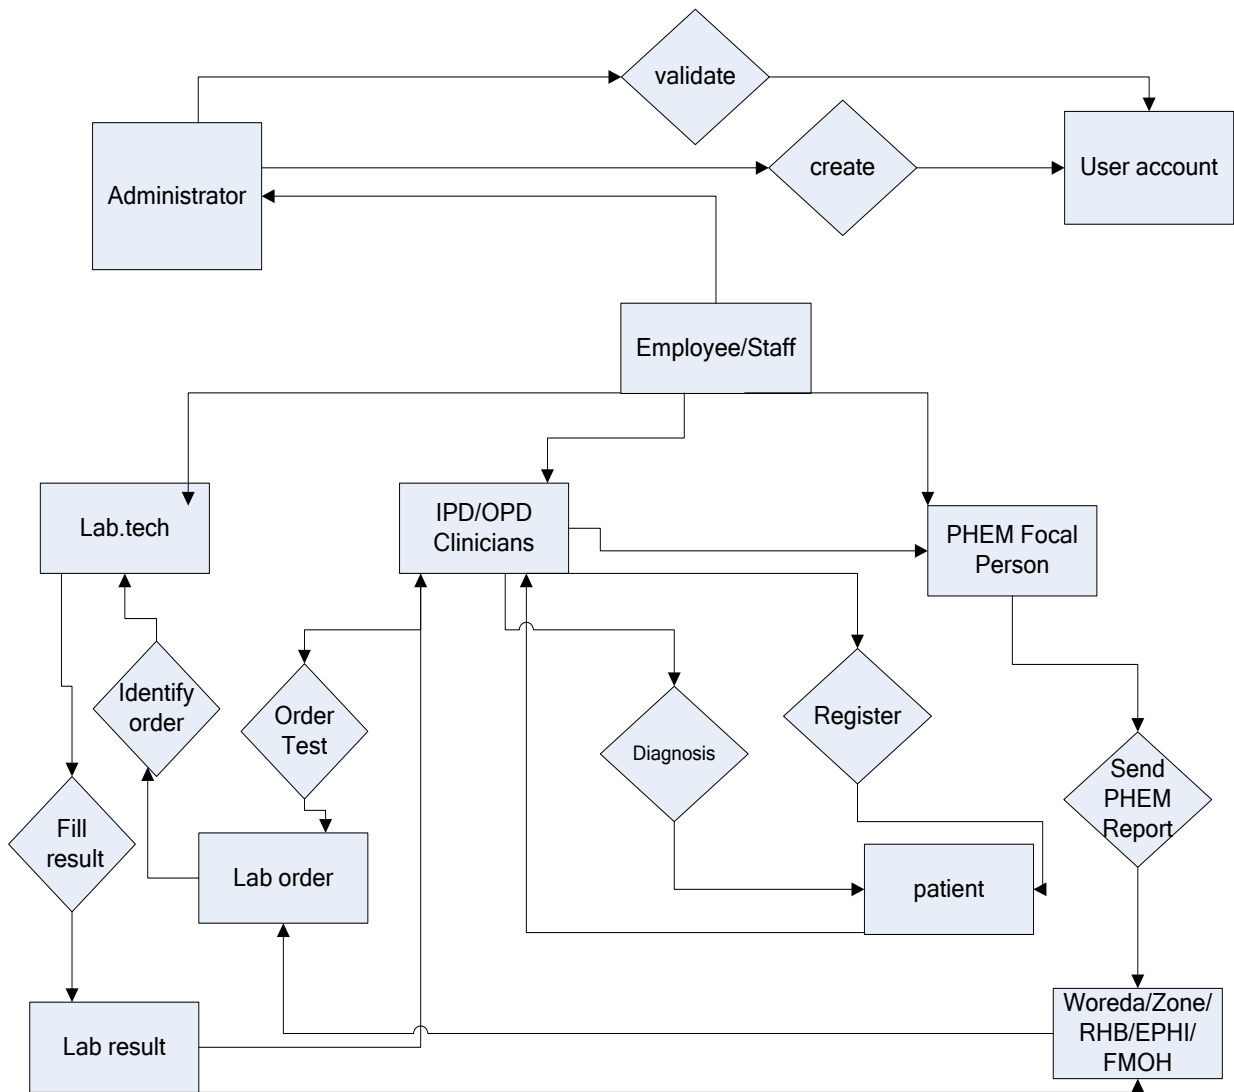 validate
create
User account
Administrator
Employee/Staff
Lab.tech
IPD/OPD
Clinicians
PHEM Focal
Person
Identify
order
Order
Test
Register
Diagnosis
Send
PHEM
Report
Fill
result
Lab order
patient
Woreda/Zone/
RHB/EPHI/
FMOH
Lab result